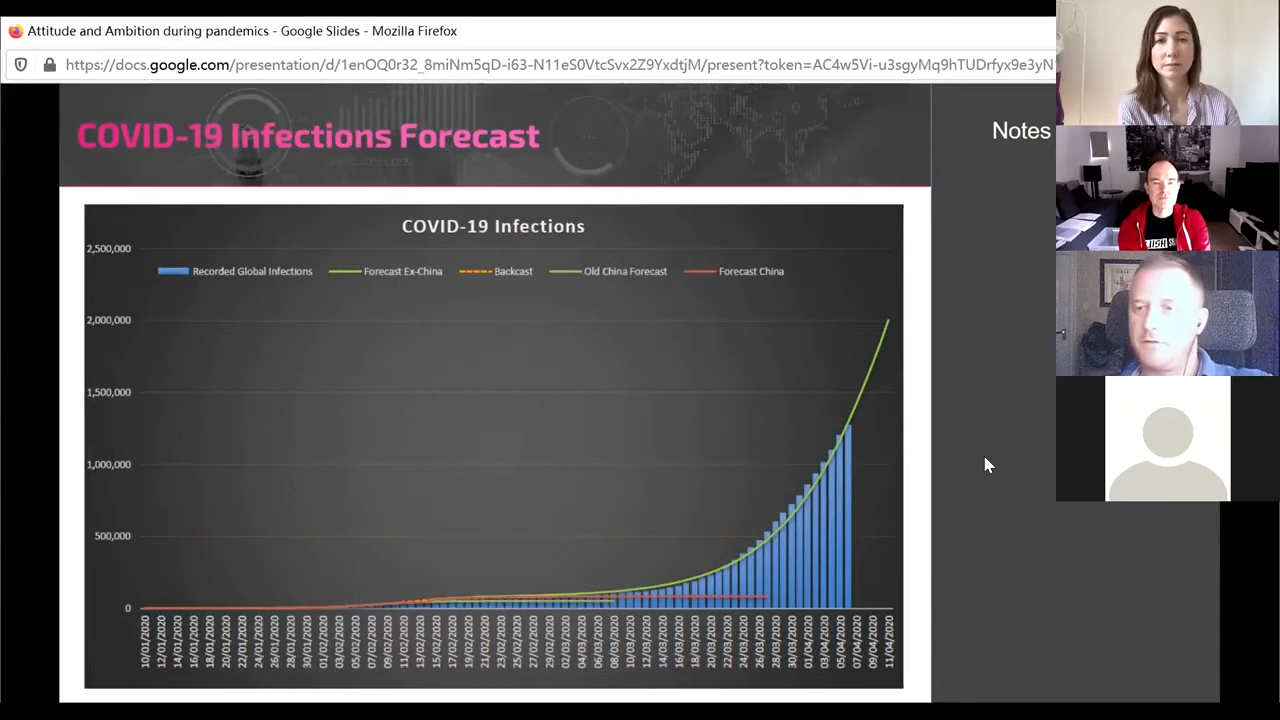 Attitude and Ambition during pandemics - Google Slides - Mozilla Firefox
https://docs.google.com/presentation/d/1enOQ0r32_8miNrt5qD-i63-N11eS0VtcSvx2Z9YxdtjM/present?token=AC4w5Vi-u3sgyMq9hTUDrfyx9e3yN
COVID-19 Infections Forecast
Notes
COVID-19 Infections
2,500,000
Recorded Global Infections Forecast Ex-China Backcast Old China Forecast Forecast China
2,000,000
1,500,000
1,000,000
500,000
0
10/01/2020 12/01/2020 14/01/2020 16/01/2020 18/01/2020 20/01/2020 22/01/2020 24/01/2020 26/01/2020 28/01/2020 30/01/2020 01/02/2020 03/02/2020 05/02/2020 07/02/2020 09/02/2020 11/02/2020 13/02/2020 15/02/2020 17/02/2020 19/02/2020 21/02/2020 23/02/2020 25/02/2020 27/02/2020 29/02/2020 02/03/2020 04/03/2020 06/03/2020 08/03/2020 10/03/2020 12/03/2020 14/03/2020 16/03/2020 18/03/2020 20/03/2020 22/03/2020 24/03/2020 26/03/2020 28/03/2020 30/03/2020 01/04/2020 03/04/2020 05/04/2020 07/04/2020 09/04/2020 11/04/2020